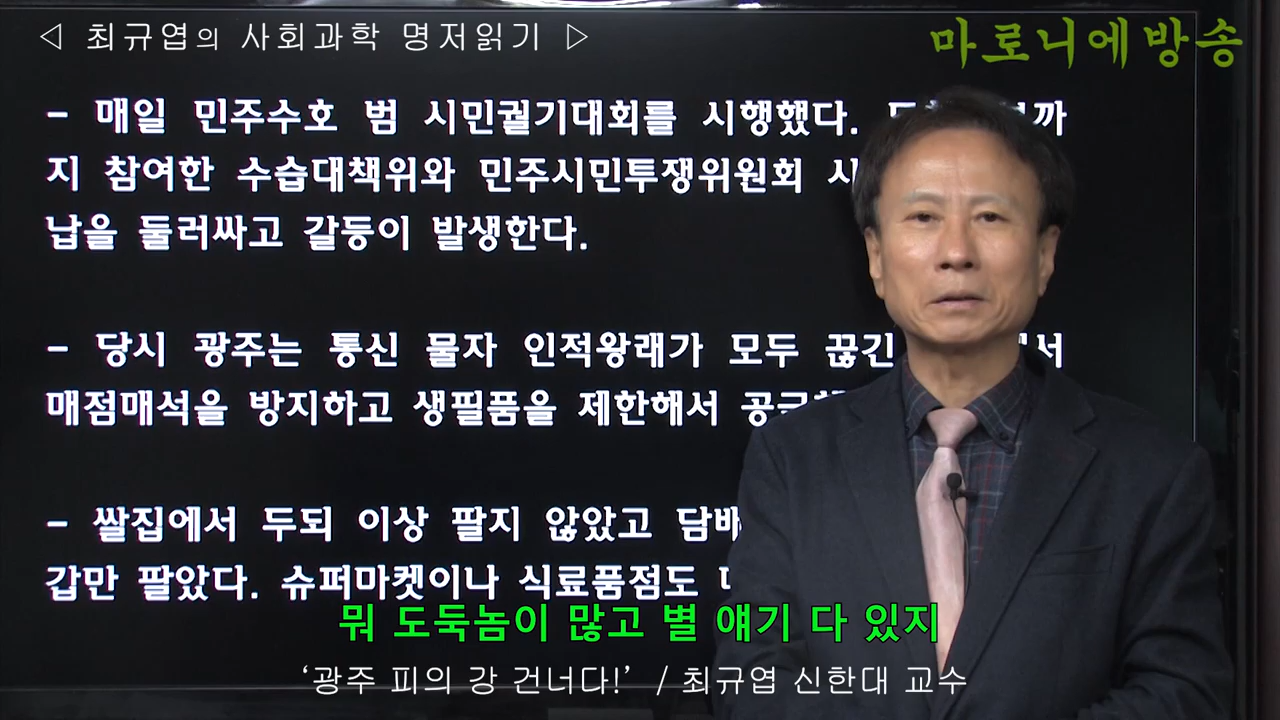 ◁ 최규엽의 사회과학 명저읽기 ▷
마로니에방송
- 매일 민주수호 범 시민궐기대회를 시행했다. 까
지 참여한 수습대책위와 민주시민투쟁위원회
납을 둘러싸고 갈등이 발생한다.
- 당시 광주는 통신 물자 인적왕래가 모두 끊긴 에서
매점매석을 방지하고 생필품을 제한해서
- 쌀집에서 두되 이상 팔지 않았고
갑만 팔았다. 슈퍼마켓이나 식료품점도
뭐 도둑놈이 많고 별 얘기 다 있지
‘광주 피의 강 건너다!’ / 최규엽 신한대 교수